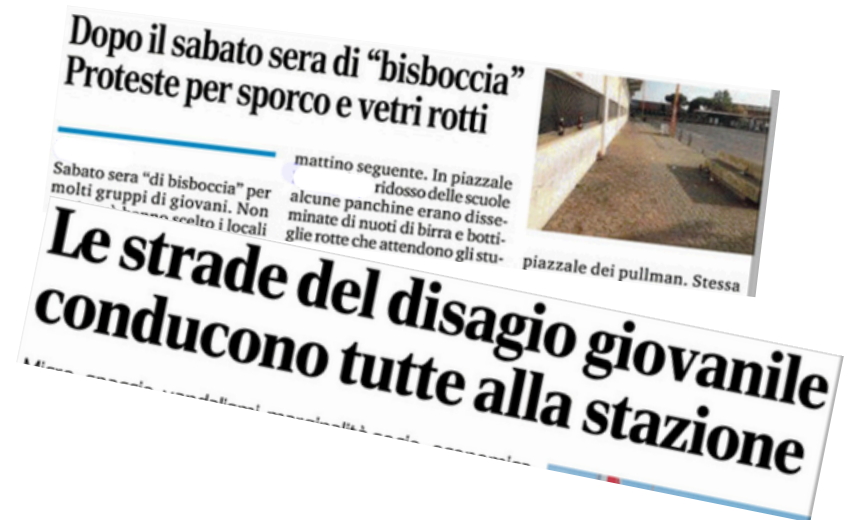 Dopo il sabato sera di “bisboccia”
Proteste per sporco e vetri rotti
Sabato sera “di bisboccia” per
molti gruppi di giovani. Non
scelto i locali
mattino seguente. In piazzale
ridosso delle scuole
alcune panchine erano disse-
minate di nuoti di birra e botti-
glie rotte che attendono gli stu-
piazzale dei pullman. Stessa
Le strade del disagio giovanile
conducono tutte alla stazione